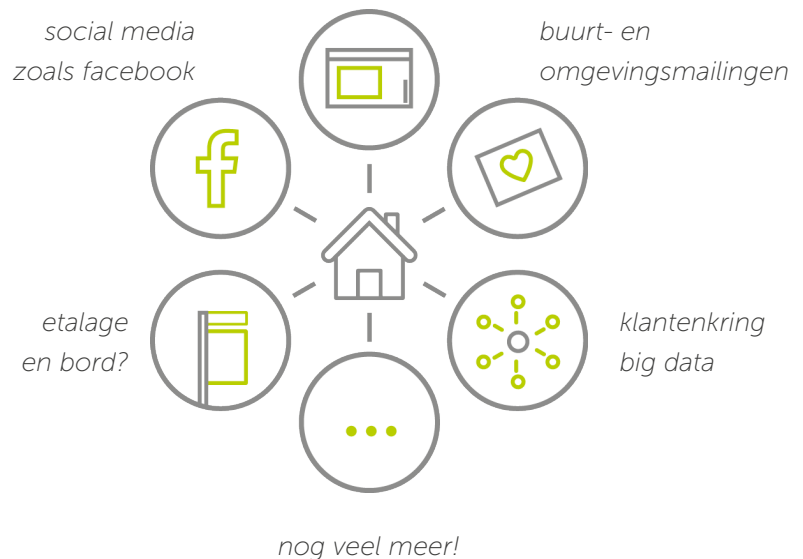 social media
zoals facebook
buurt- en
omgevingsmailingen
etalage
en bord?
klantenkring
big data
nog veel meer!